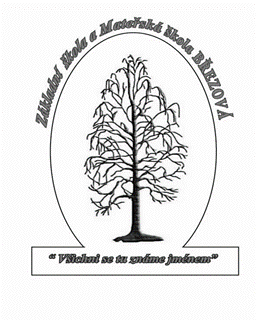 Základní škola a Mateřská škola BŘEZOVÁ
“ Všichni se tu známe jménem”